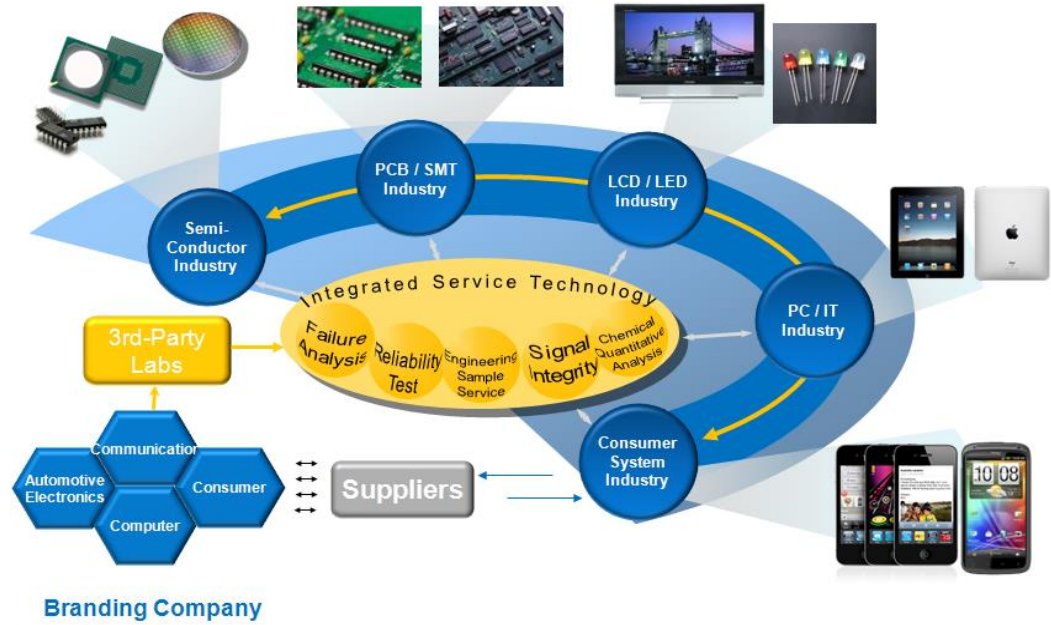 PCB / SMT
Industry
LCD / LED
Industry
Semi-
Conductor
Industry
PC / IT
Industry
Integrated Service Technology
Failure
Analysis
Reliability
Test
Engineering
Sample
Service
Signal
Integrity
Chemical
Quantitative
Analysis
3rd-Party
Labs
Consumer
System
Industry
Communication
Automotive
Electronics
Consumer
Computer
Suppliers
10 08
Branding Company